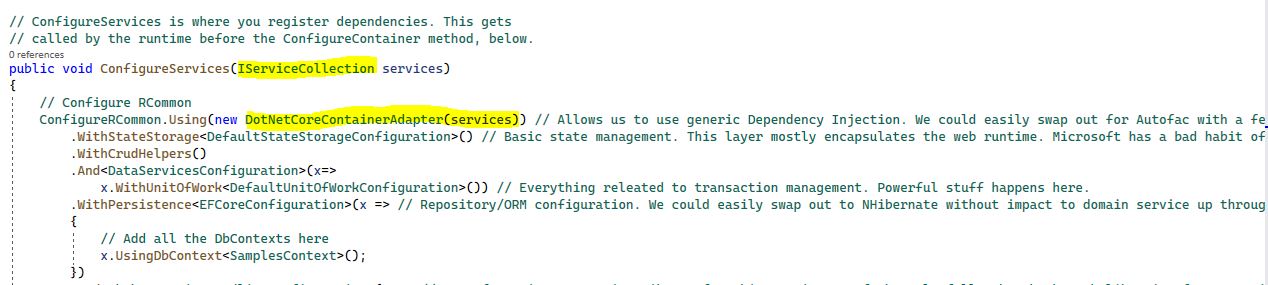 // ConfigureServices is where you register dependencies. This gets
// called by the runtime before the ConfigureContainer method, below.
0 references
public void ConfigureServices(IServiceCollection services)
{
// Configure RCommon
ConfigureRCommon.Using(new DotNetCoreContainerAdapter(services)) // Allows us to use generic Dependency Injection. We could easily swap out for Autofac with a fe
.WithStateStorage<DefaultStateStorageConfiguration>() // Basic state management. This layer mostly encapsulates the web runtime. Microsoft has a bad habit of
.WithCrudHelpers()
.And<DataServicesConfiguration>(x=>
x.WithUnitOfWork<DefaultUnitOfWorkConfiguration>()) // Everything releated to transaction management. Powerful stuff happens here.
.WithPersistence<EFCoreConfiguration>(x => // Repository/ORM configuration. We could easily swap out to NHibernate without impact to domain service up throug
{
// Add all the DbContexts here
x.UsingDbContext<SamplesContext>();
})